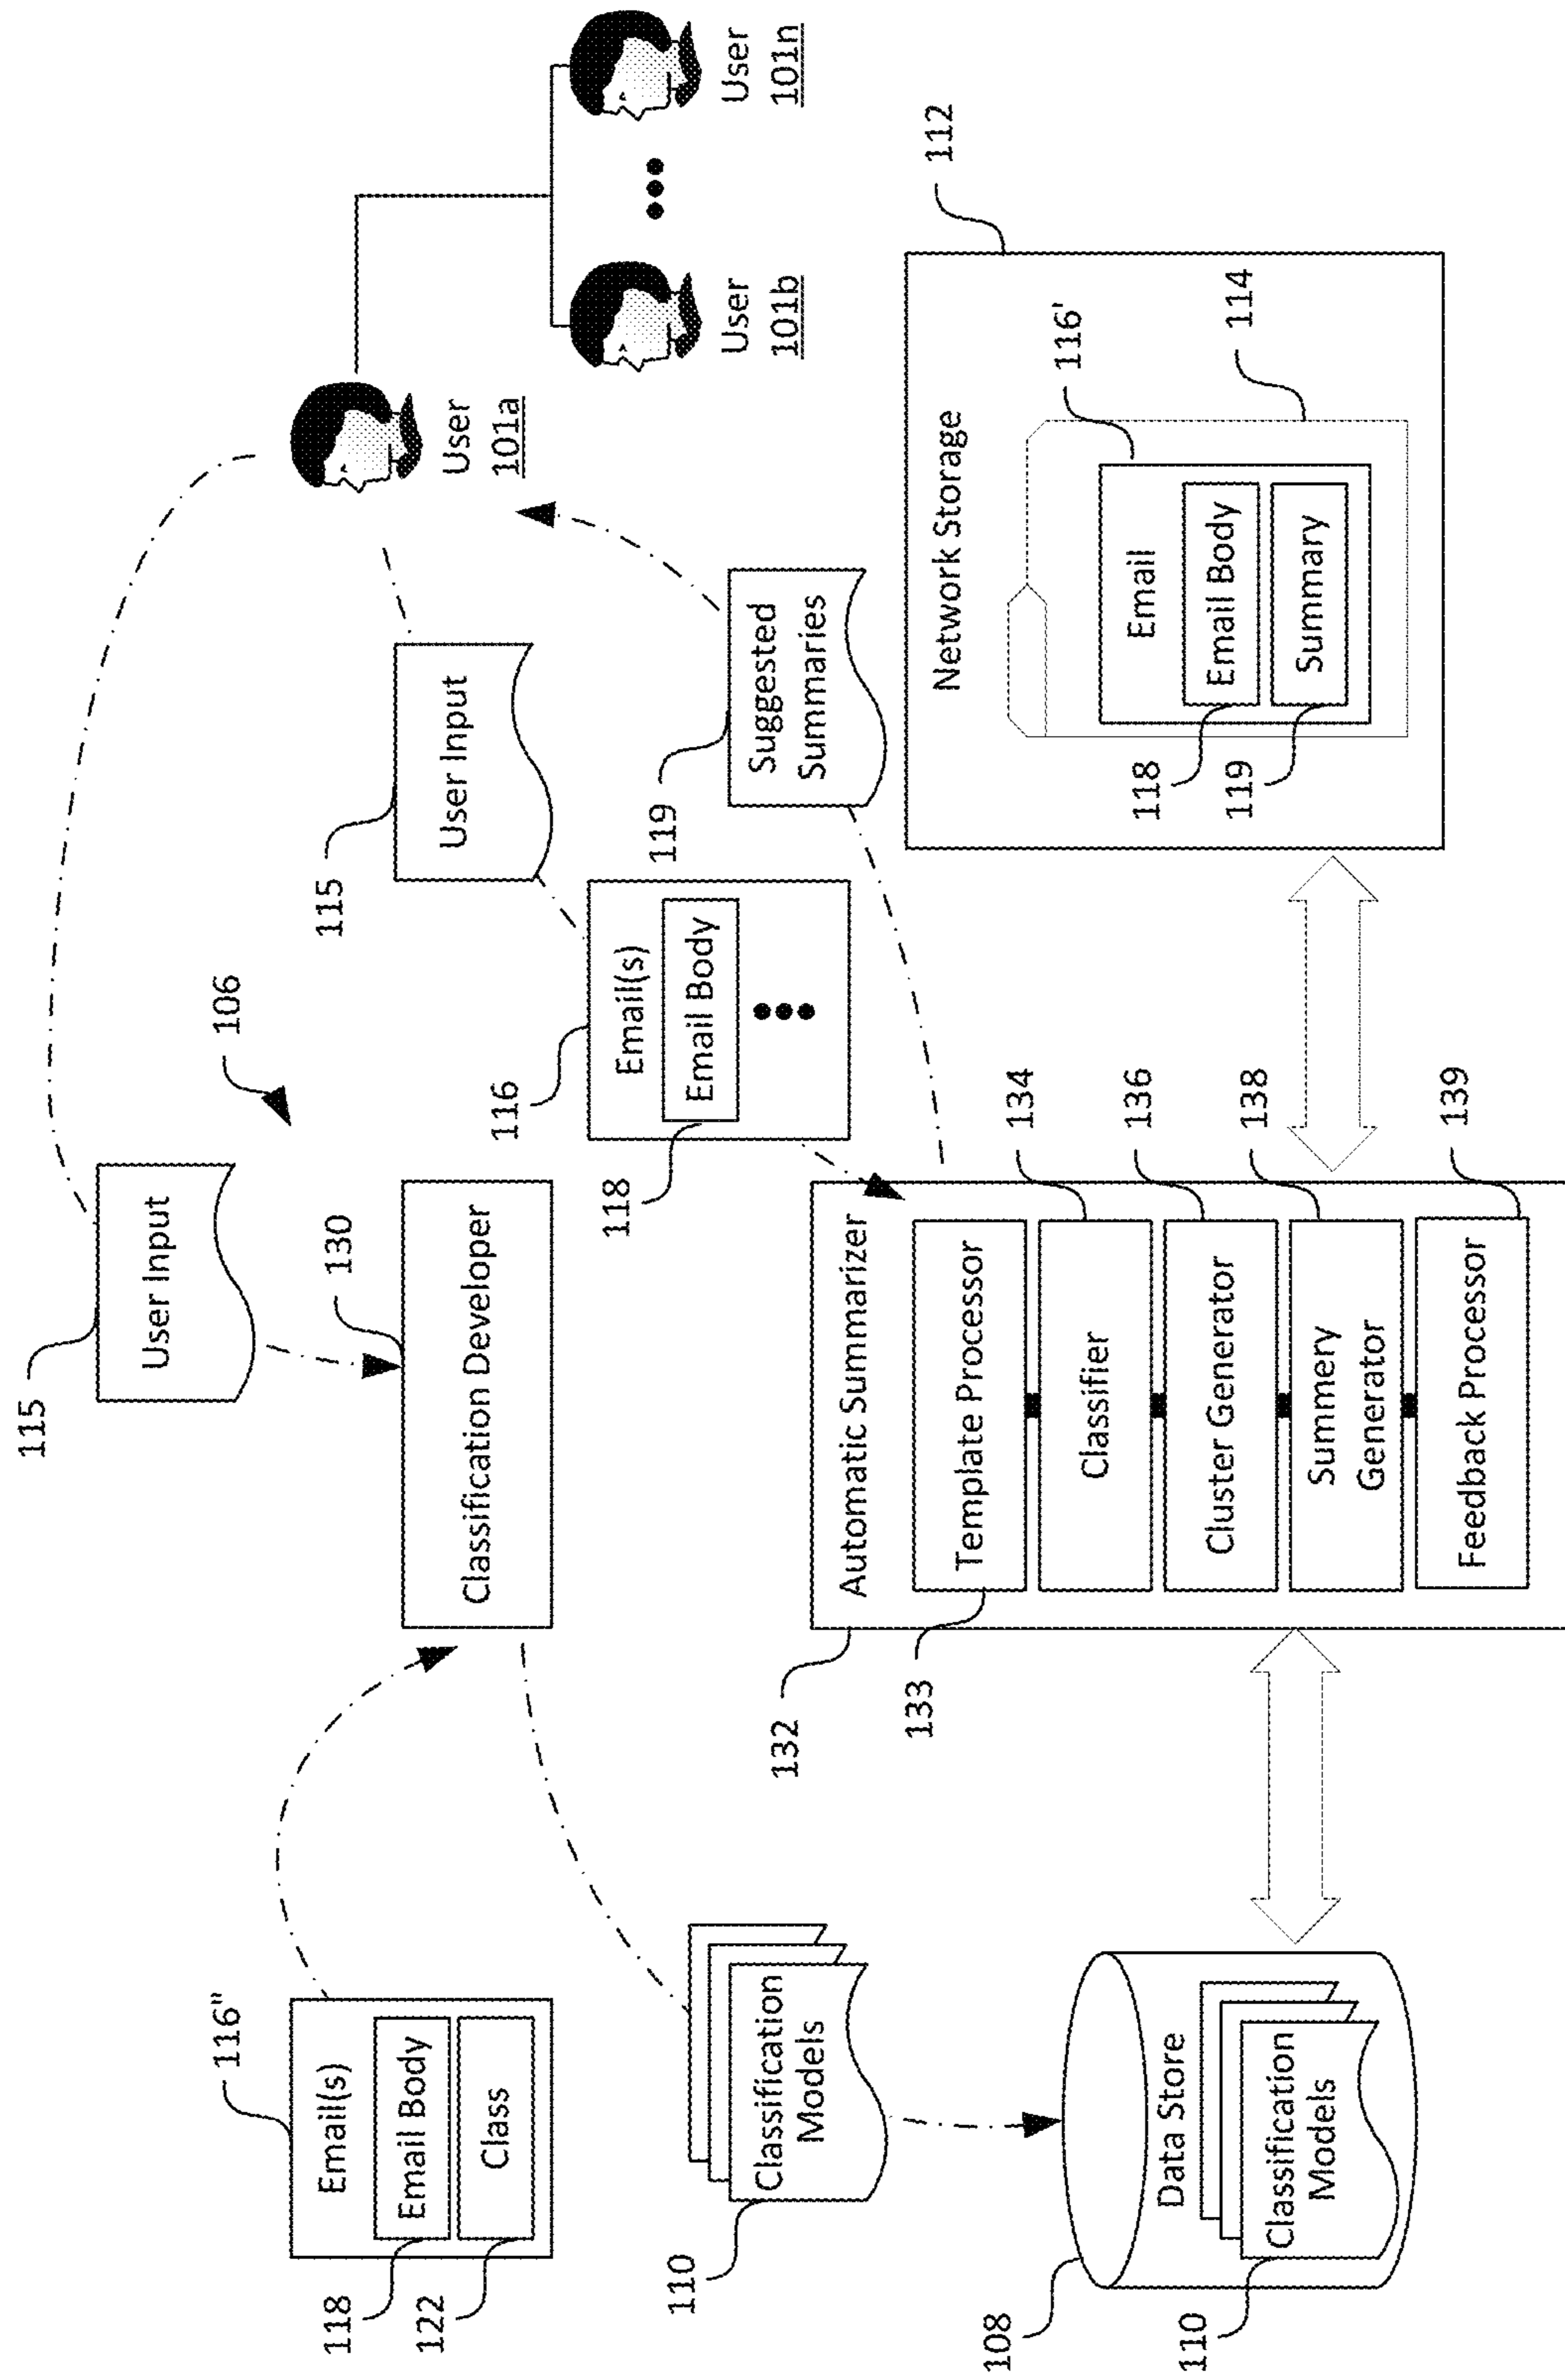 116"
Email(s)
Email Body
Class
118
122
115
User Input
106
130
Classification Developer
115
User Input
User
101a
User
101b
User
101n
116
Email(s)
Email Body
118
119
Suggested
Summaries
Classification
Models
110
108
Data Store
Classification
Models
110
132
Automatic Summarizer
133
Template Processor
134
Classifier
136
Cluster Generator
138
Summery
Generator
139
Feedback Processor
112
Network Storage
116'
114
Email
118
Email Body
119
Summary